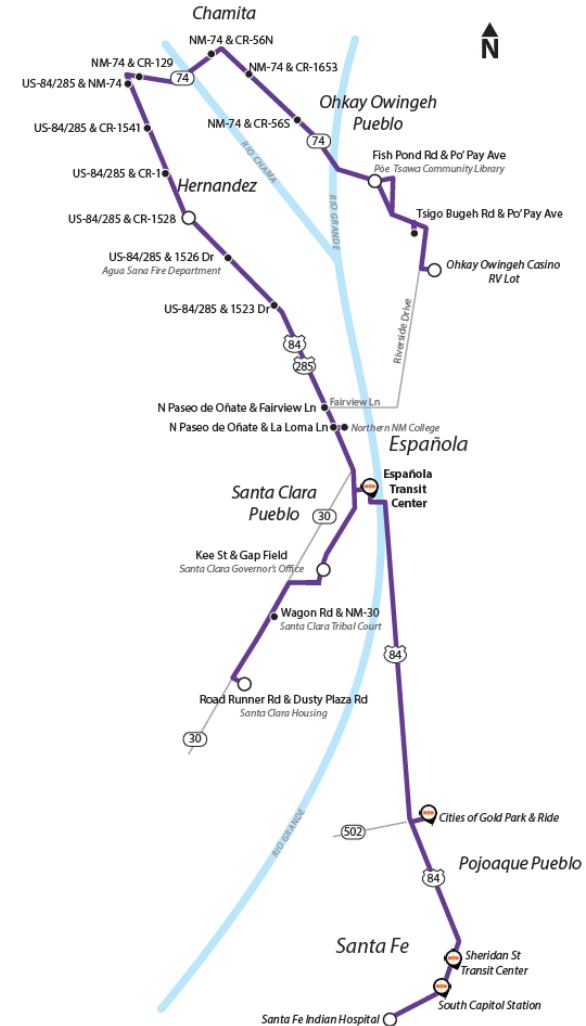 Chamita
NM-74 & CR-56N
N
NM-74 & CR-129
74
NM-74 & CR-1653
US-84/285 & NM-74
Ohkay Owingeh
Pueblo
NM-74 & CR-56S
US-84/285 & CR-1541
74
RIO CHAMA
Fish Pond Rd & Po' Pay Ave
Pòe Tsawa Community Library
US-84/285 & CR-1
Hernandez
RIO GRANDE
Tsigo Bugeh Rd & Po' Pay Ave
US-84/285 & CR-1528
US-84/285 & 1526 Dr
Agua Sana Fire Department
Ohkay Owingeh Casino
RV Lot
US-84/285 & 1523 Dr
Riverside Drive
84
285
Fairview Ln
N Paseo de Oñate & Fairview Ln
N Paseo de Oñate & La Loma Ln
Northern NM College
Española
Española
Transit
Center
Santa Clara
Pueblo
30
Kee St & Gap Field
Santa Clara Governor's Office
Wagon Rd & NM-30
Santa Clara Tribal Court
84
Road Runner Rd & Dusty Plaza Rd
Santa Clara Housing
30
RIO GRANDE
Cities of Gold Park & Ride
502
Pojoaque Pueblo
84
Santa Fe
Sheridan St
Transit Center
South Capitol Station
Santa Fe Indian Hospital